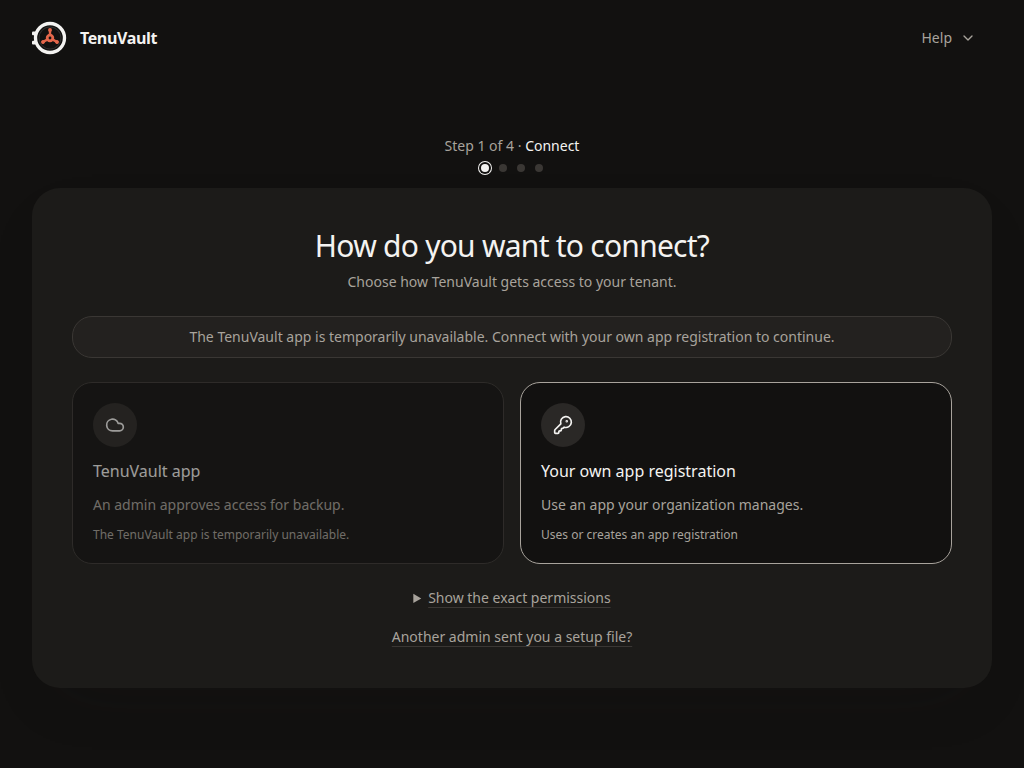 TenuVault
Help
Step 1 of 4 · Connect
How do you want to connect?
Choose how TenuVault gets access to your tenant.
The TenuVault app is temporarily unavailable. Connect with your own app registration to continue.
TenuVault app
An admin approves access for backup.
The TenuVault app is temporarily unavailable.
Your own app registration
Use an app your organization manages.
Uses or creates an app registration
Show the exact permissions
Another admin sent you a setup file?